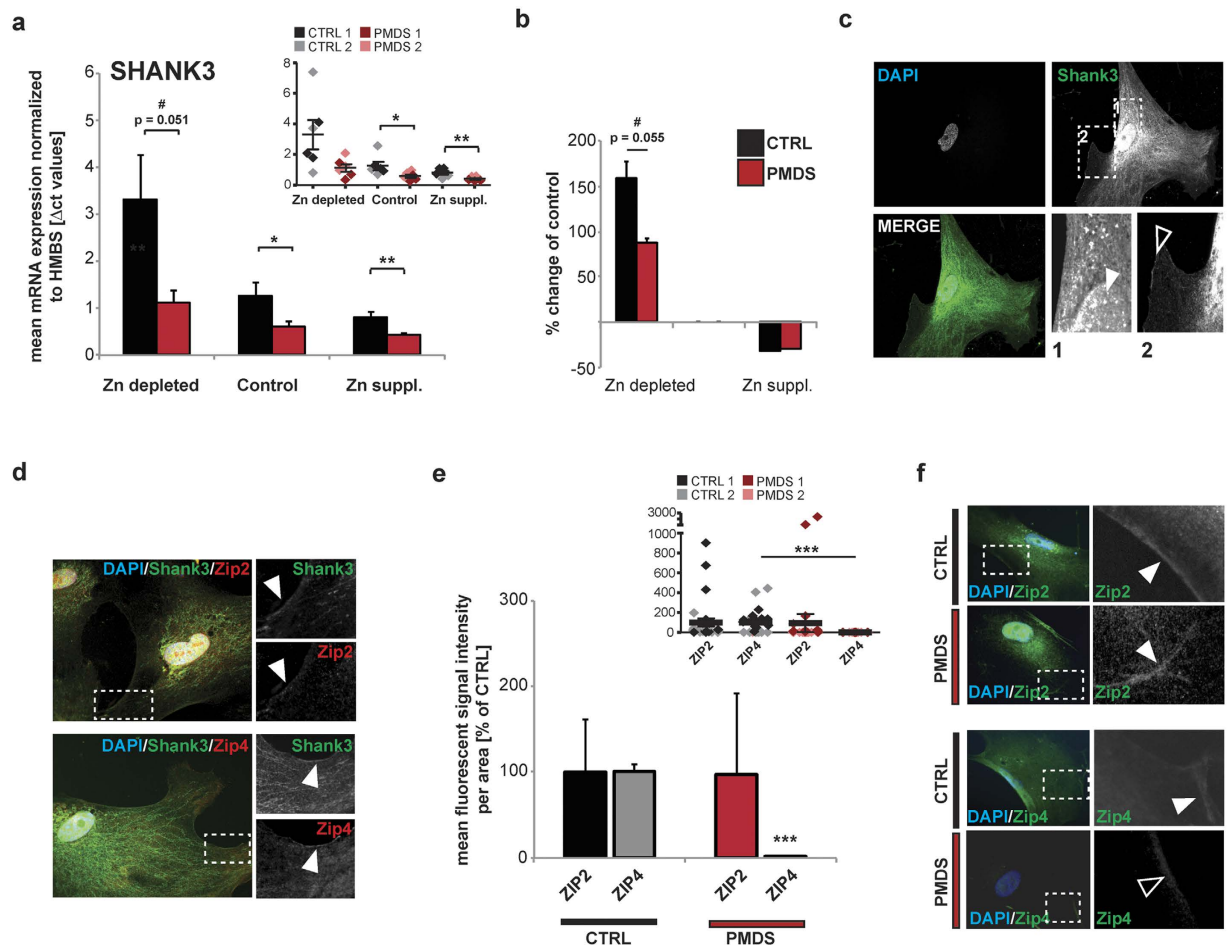 a
SHANK3
mean mRNA expression normalized
to HMBS [Δct values]
6
5
4
3
2
1
0
#
p = 0.051
**
*
**
Zn depleted
Control
Zn suppl.
CTRL 1
PMDS 1
CTRL 2
PMDS 2
8
6
4
2
0
*
**
Zn depleted
Control
Zn suppl.
b
% change of control
200
150
100
50
0
-50
#
p = 0.055
CTRL
PMDS
Zn depleted
Zn suppl.
c
DAPI
Shank3
1
2
MERGE
1
2
d
DAPI/Shank3/Zip2
Shank3
Zip2
DAPI/Shank3/Zip4
Shank3
Zip4
e
CTRL 1
PMDS 1
CTRL 2
PMDS 2
3000
1000
800
600
400
200
0
***
ZIP2
ZIP4
ZIP2
ZIP4
mean fluorescent signal intensity
per area [% of CTRL]
300
200
100
0
***
ZIP2
ZIP4
ZIP2
ZIP4
CTRL
PMDS
f
CTRL
DAPI/Zip2
Zip2
PMDS
DAPI/Zip2
Zip2
CTRL
DAPI/Zip4
Zip4
PMDS
DAPI/Zip4
Zip4